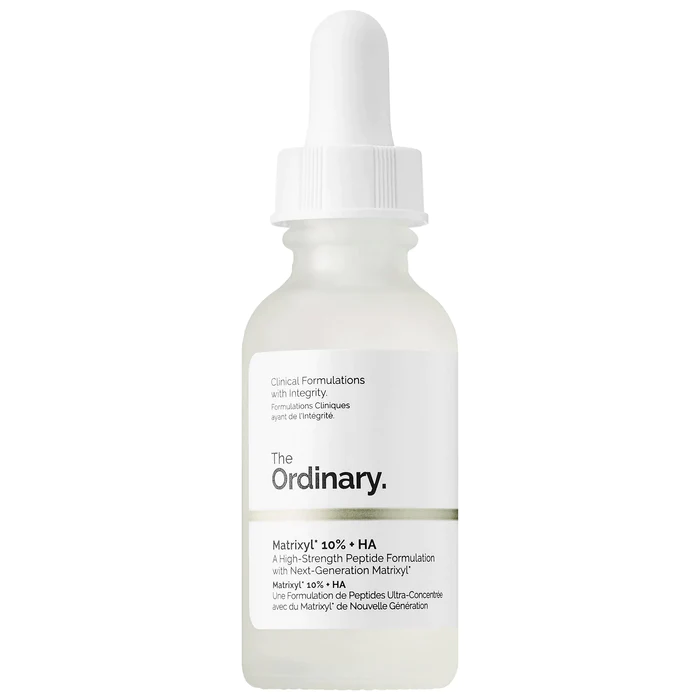 Clinical Formulations
with Integrity.
Formulations Cliniques
ayant de l'Intégrité.
The
Ordinary.
Matrixyl* 10% + HA
A High-Strength Peptide Formulation
with Next-Generation Matrixyl*
Matrixyl* 10% + HA
Une Formulation de Peptides Ultra-Concentrée
avec du Matrixyl* de Nouvelle Génération